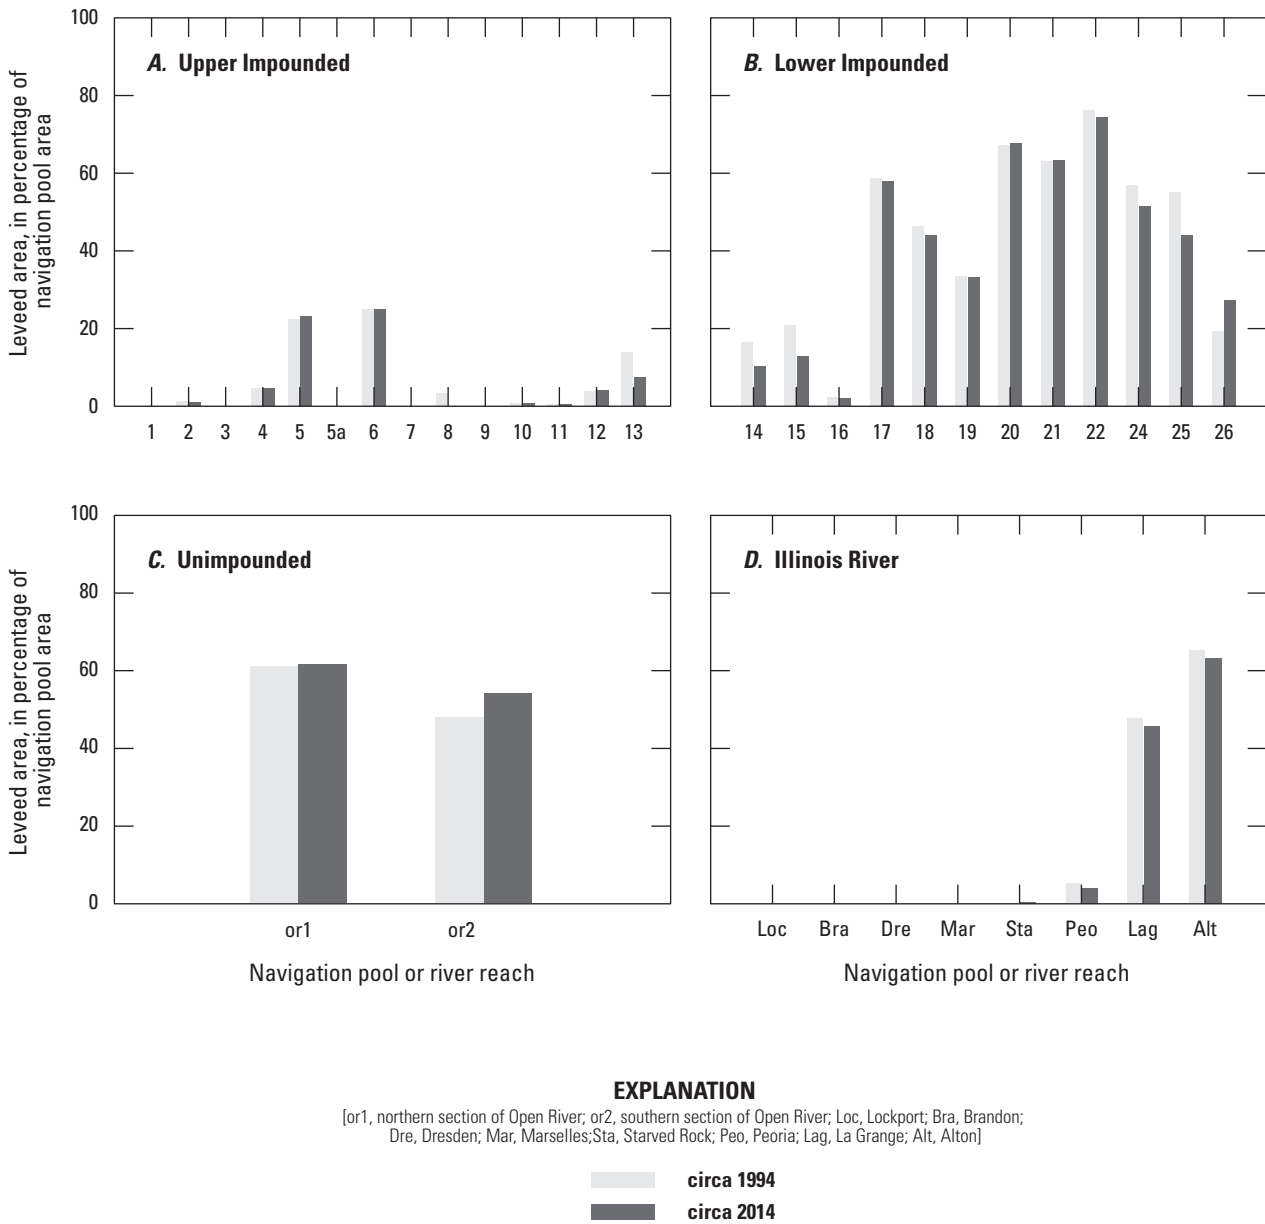 Leveed area, in percentage of
navigation pool area
100
80
60
40
20
0
A. Upper Impounded
1 2 3 4 5 5a 6 7 8 9 10 11 12 13
B. Lower Impounded
14 15 16 17 18 19 20 21 22 24 25 26
Leveed area, in percentage of
navigation pool area
100
80
60
40
20
0
C. Unimpounded
or1 or2
Navigation pool or river reach
D. Illinois River
Loc Bra Dre Mar Sta Peo Lag Alt
Navigation pool or river reach
EXPLANATION
[or1, northern section of Open River; or2, southern section of Open River; Loc, Lockport; Bra, Brandon;
Dre, Dresden; Mar, Marselles;Sta, Starved Rock; Peo, Peoria; Lag, La Grange; Alt, Alton]
circa 1994
circa 2014